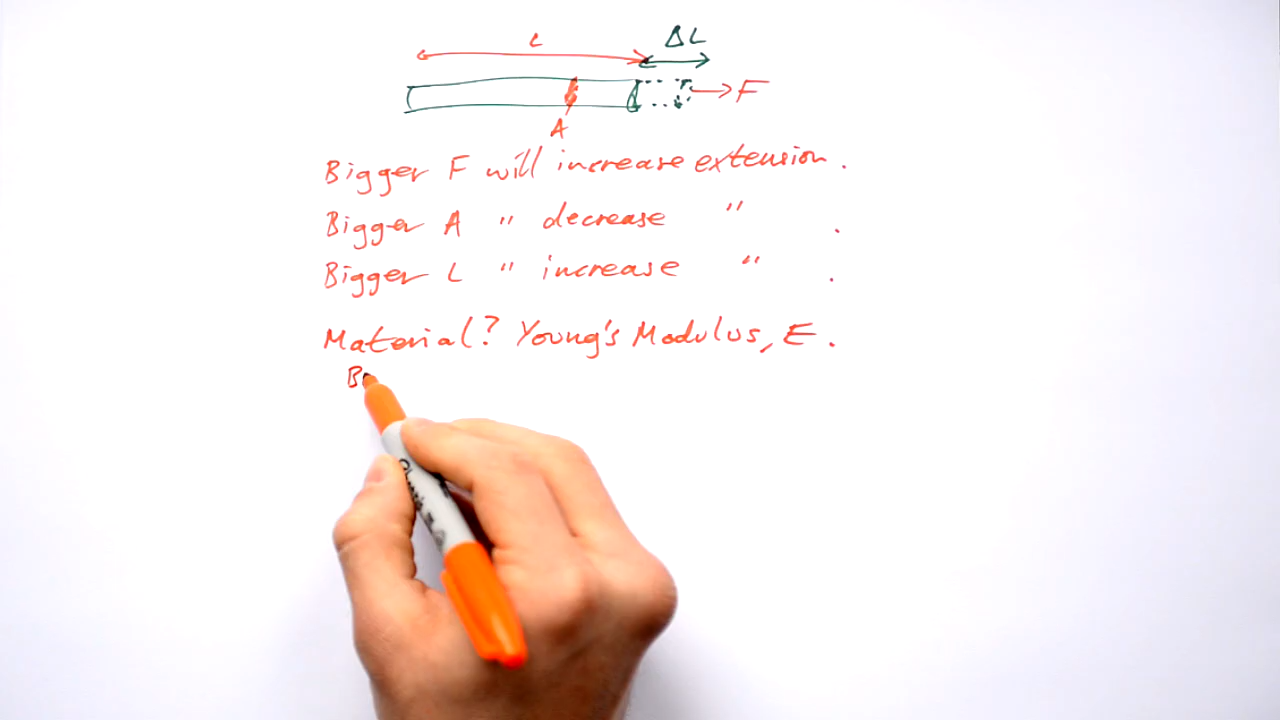 L ΔL
F
A
Bigger F will increase extension.
Bigger A " decrease " .
Bigger L " increase " .
Material? Young's Modulus, E.
B